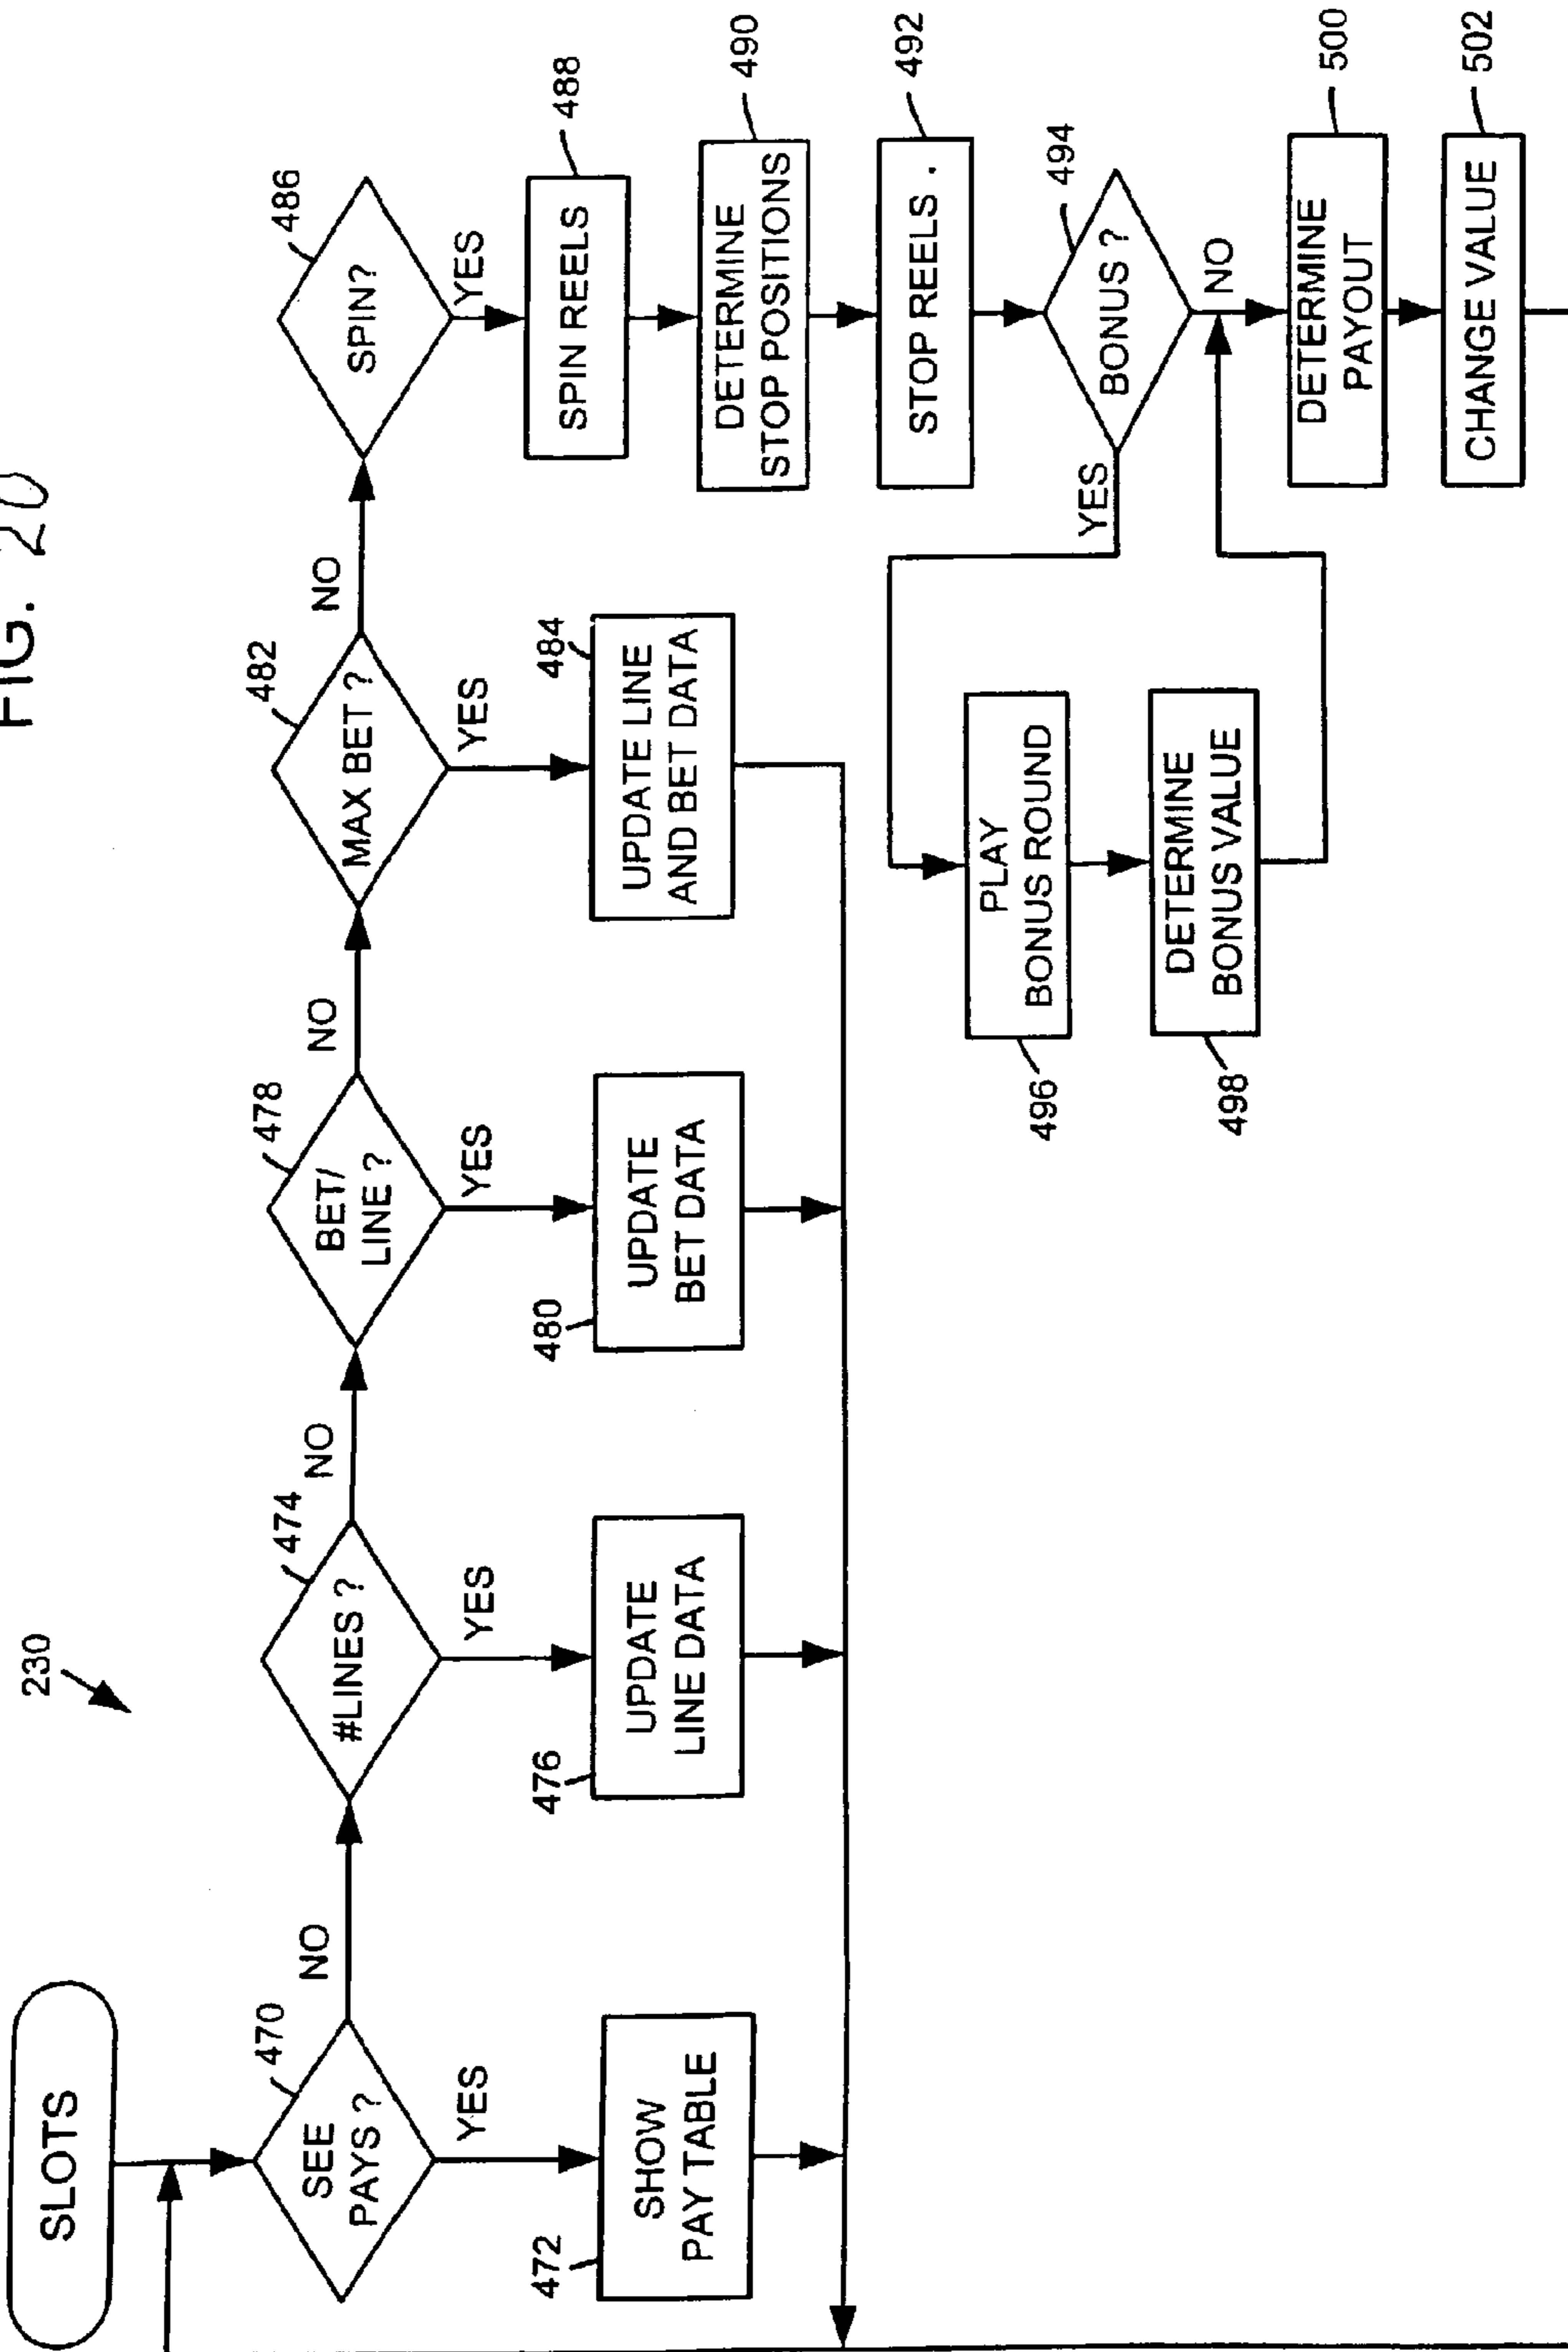 FIG. 20
230
SLOTS
470
SEE
PAYS ?
NO
YES
472
SHOW
PAY TABLE
474
#LINES ?
NO
YES
476
UPDATE
LINE DATA
478
BET/
LINE ?
NO
YES
480
UPDATE
BET DATA
482
MAX BET ?
NO
YES
484
UPDATE LINE
AND BET DATA
486
SPIN?
YES
488
SPIN REELS
490
DETERMINE
STOP POSITIONS
492
STOP REELS .
494
BONUS ?
YES
NO
496
PLAY
BONUS ROUND
498
DETERMINE
BONUS VALUE
500
DETERMINE
PAYOUT
502
CHANGE VALUE